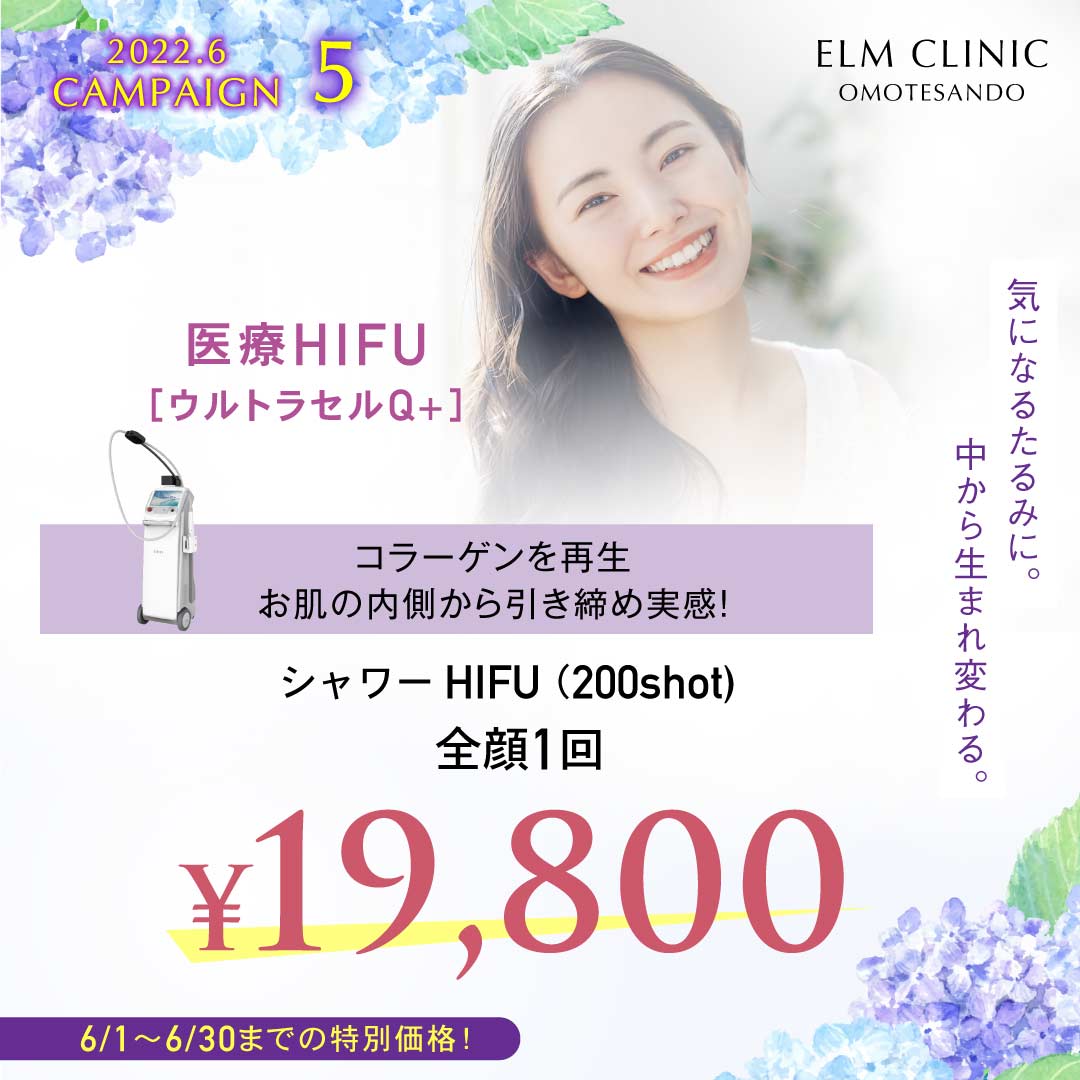 2022.6
CAMPAIGN 5
ELM CLINIC
OMOTESANDO
医療HIFU
[ウルトラセルQ+]
気になるたるみに。
中から生まれ変わる。
コラーゲンを再生
お肌の内側から引き締め実感!
シャワー HIFU (200shot)
全顔1回
¥19,800
6/1~6/30までの特別価格!